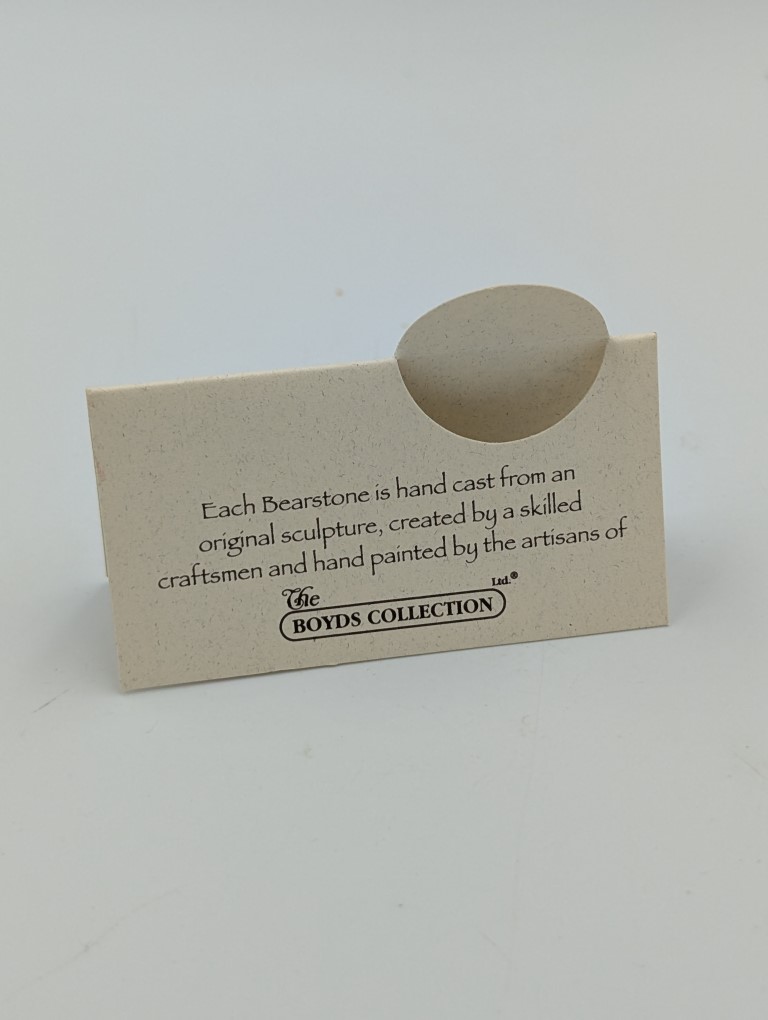 Each Bearstone is hand cast from an
original sculpture, created by a skilled
craftsmen and hand painted by the artisans of
The Ltd.®
BOYDS COLLECTION